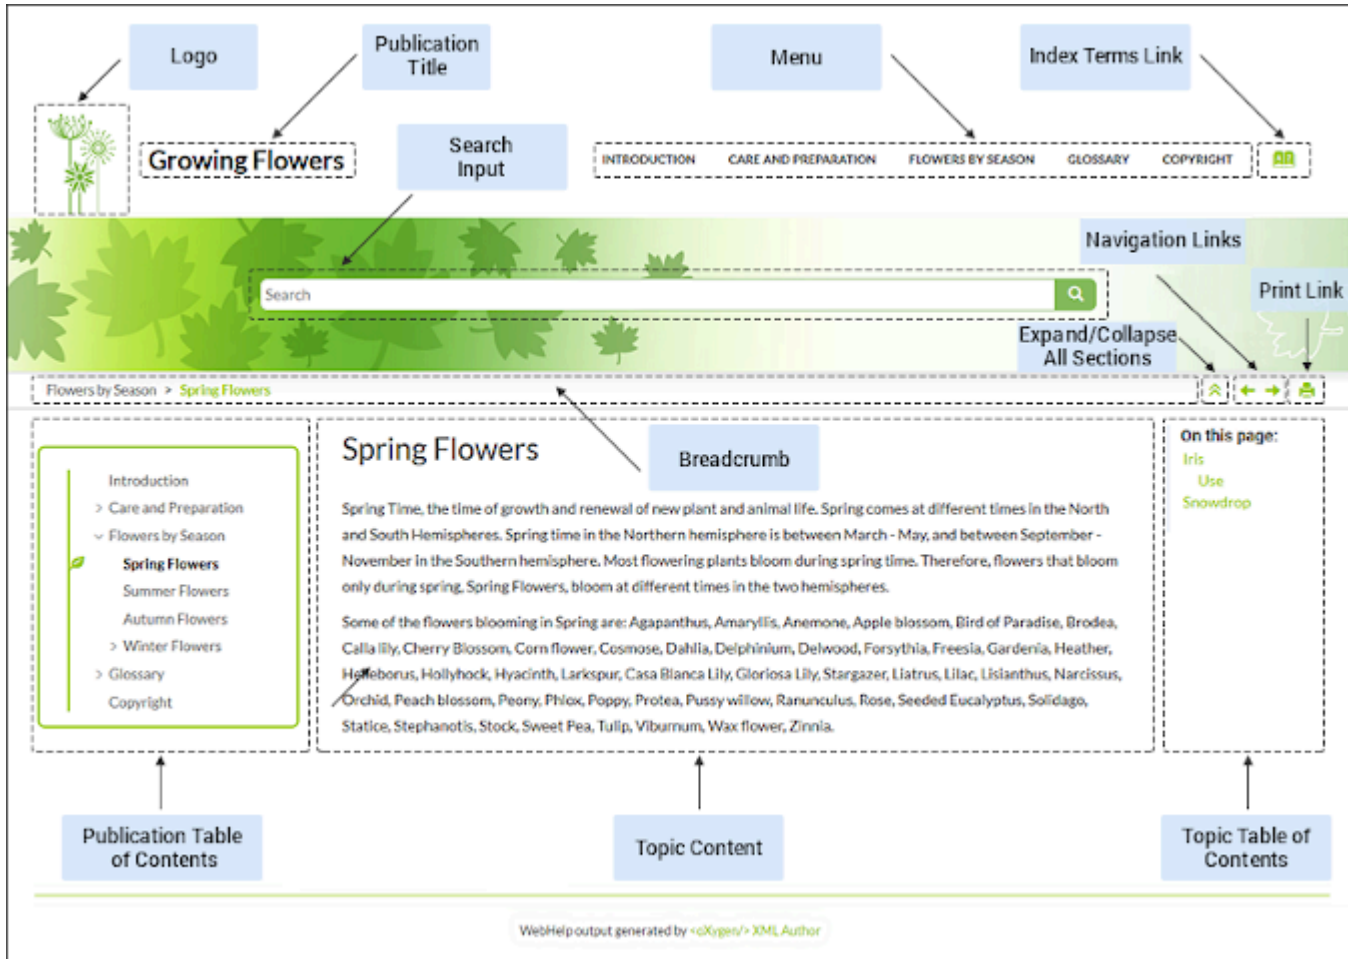 Logo
Publication
Title
Menu
Index Terms Link
Search
Input
Growing Flowers
INTRODUCTION CARE AND PREPARATION FLOWERS BY SEASON GLOSSARY COPYRIGHT
Navigation Links
Search
Print Link
Expand/Collapse
All Sections
Flowers by Season > Spring Flowers
Breadcrumb
Introduction
> Care and Preparation
Flowers by Season
Spring Flowers
Summer Flowers
Autumn Flowers
> Winter Flowers
> Glossary
Copyright
Spring Flowers
Spring Time, the time of growth and renewal of new plant and animal life. Spring comes at different times in the North
and South Hemispheres. Spring time in the Northern hemisphere is between March - May, and between September -
November in the Southern hemisphere. Most flowering plants bloom during spring time. Therefore, flowers that bloom
only during spring, Spring Flowers, bloom at different times in the two hemispheres.
Some of the flowers blooming in Spring are: Agapanthus, Amaryllis, Anemone, Apple blossom, Bird of Paradise, Brodea,
Calla lily, Cherry Blossom, Corn flower, Cosmose, Dahlia, Delphinium, Delwood, Forsythia, Freesia, Gardenia, Heather,
Helleborus, Hollyhock, Hyacinth, Larkspur, Casa Blanca Lily, Gloriosa Lily, Stargazer, Liatrus, Lilac, Lisianthus, Narcissus,
Orchid, Peach blossom, Peony, Phlox, Poppy, Protea, Pussy willow, Ranunculus, Rose, Seeded Eucalyptus, Solidago,
Statice, Stephanotis, Stock, Sweet Pea, Tulip, Viburnum, Wax flower, Zinnia.
On this page:
Iris
Use
Snowdrop
Publication Table
of Contents
Topic Content
Topic Table of
Contents
WebHelp output generated by <oXygen/> XML Author